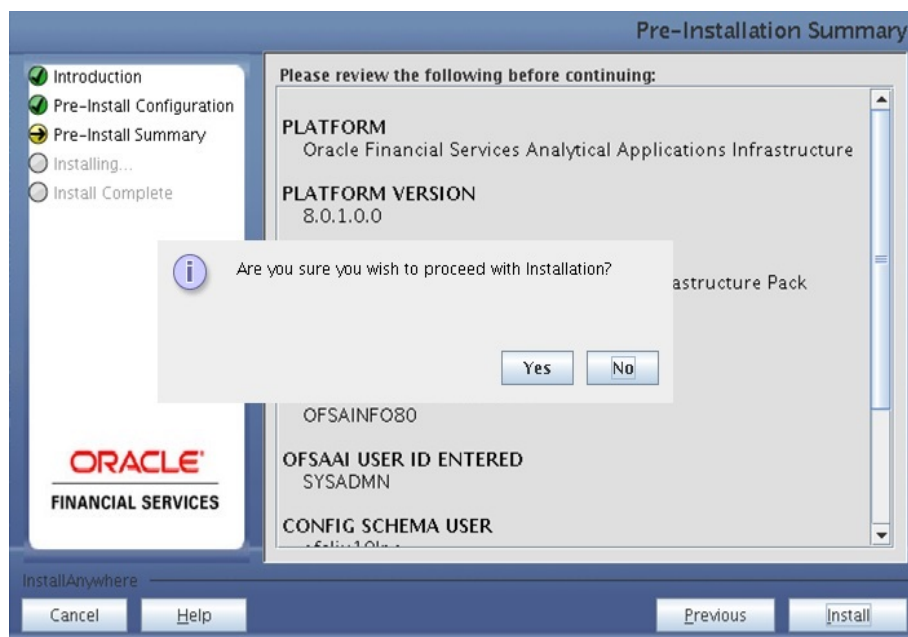 Pre-Installation Summary
Introduction
Pre-Install Configuration
Pre-Install Summary
Installing...
Install Complete
ORACLE
FINANCIAL SERVICES
Please review the following before continuing:
PLATFORM
Oracle Financial Services Analytical Applications Infrastructure
PLATFORM VERSION
8.0.1.0.0
Are you sure you wish to proceed with Installation?
Yes
No
Pack
OFSAINFO80
OFSAAI USER ID ENTERED
SYSADMN
CONFIG SCHEMA USER
InstallAnywhere
Cancel
Help
Previous
Install